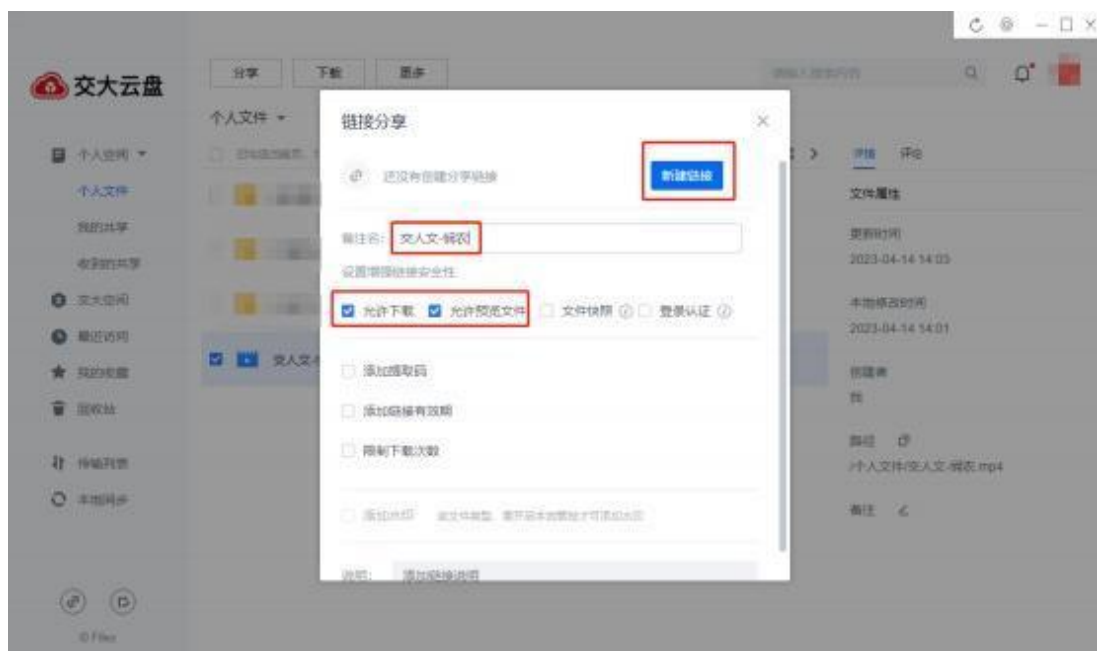 交大云盘
分享 下载 更多
个人文件
链接分享
还没有创建分享链接
新建链接
备注名: 交人文-
设置增强链接安全性
允许下载 允许预览文件 文件快照 登录认证
添加提取码
添加链接有效期
限制下载次数
添加水印
说明: 添加链接说明
个人空间
个人文件
我的共享
收到的共享
交大空间
最近访问
我的收藏
回收站
传输列表
本地同步
交人文-
详情 评论
文件属性
更新时间
2023-04-14 14:03
本地修改时间
2023-04-14 14:01
创建者
我
路径
备注